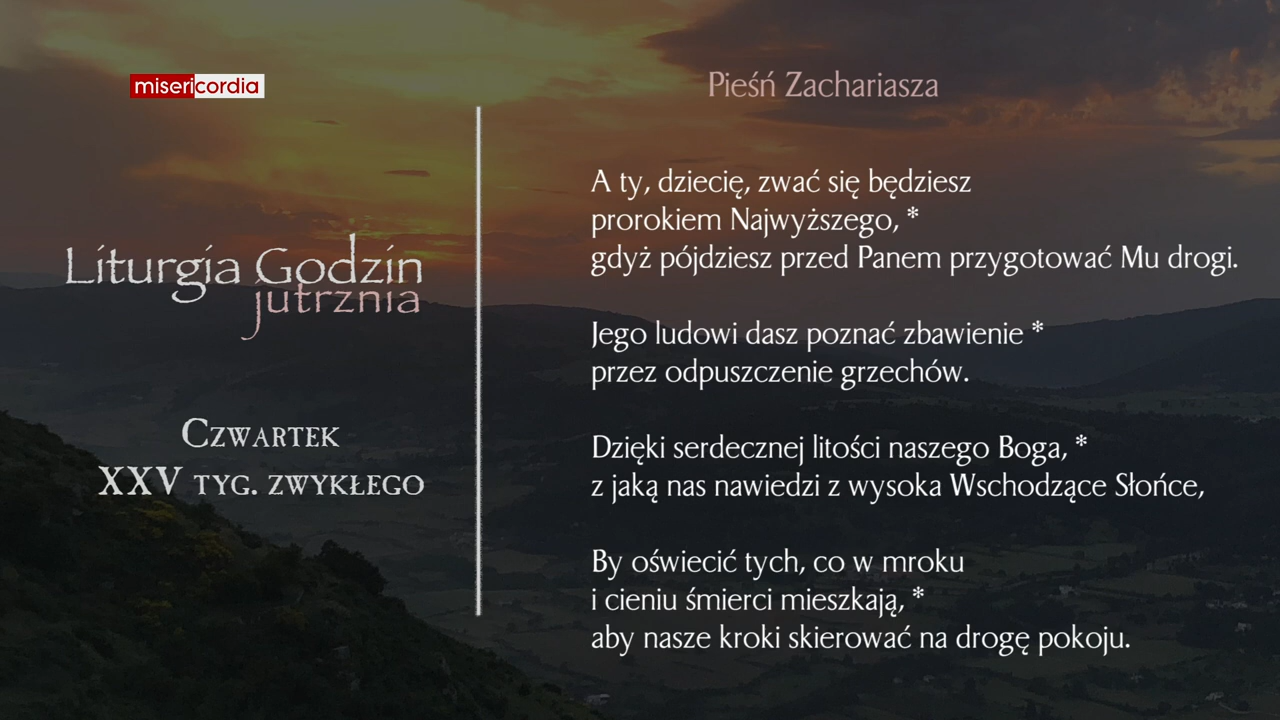 misericordia
Liturgia Godzin
jutrznia
Czwartek
XXV tyg. zwykłego
Pieśń Zachariasza
A ty, dziecię, zwać się będziesz
prorokiem Najwyższego, *
gdyż pójdziesz przed Panem przygotować Mu drogi.
Jego ludowi dasz poznać zbawienie *
przez odpuszczenie grzechów.
Dzięki serdecznej litości naszego Boga, *
z jaką nas nawiedzi z wysoka Wschodzące Słońce,
By oświecić tych, co w mroku
i cieniu śmierci mieszkają, *
aby nasze kroki skierować na drogę pokoju.